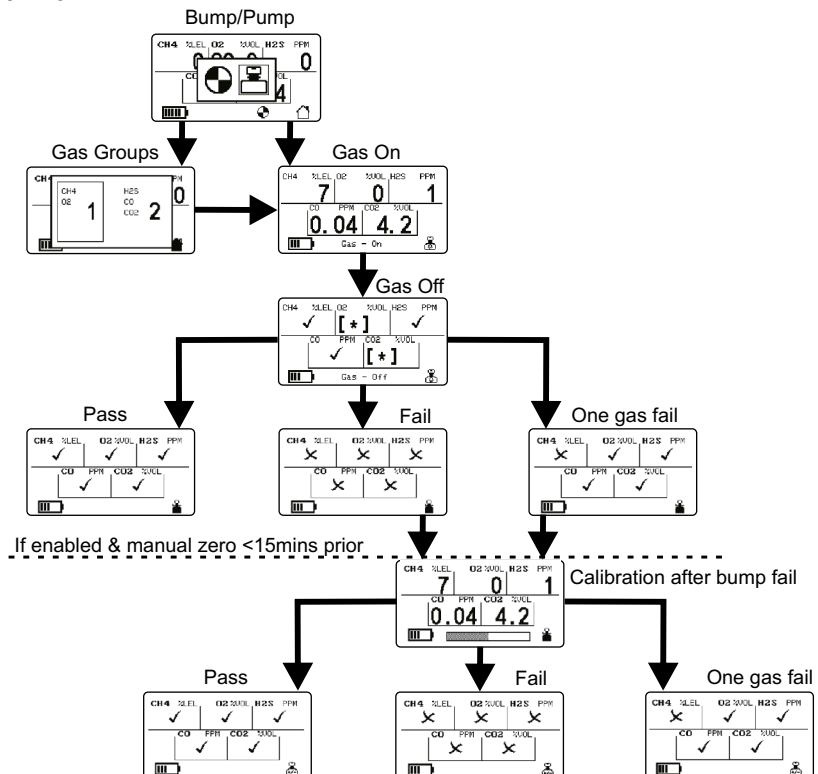 Bump/Pump
CH4 %LEL O2 %VOL H2S PPM
0
4
Gas Groups
Gas On
CH4
O2
1
H2S
CO
CO2
2
0
CH4 %LEL O2 %VOL H2S PPM
7 0 1
CO PPM CO2 %VOL
0.04 4.2
Gas - On
Gas Off
CH4 %LEL O2 %VOL H2S PPM
✓ [*] ✓
CO PPM CO2 %VOL
✓ [*]
Gas - Off
Pass
Fail
One gas fail
CH4 %LEL O2 %VOL H2S PPM
CO PPM CO2 %VOL
CH4 %LEL O2 %VOL H2S PPM
CO PPM CO2 %VOL
CH4 %LEL O2 %VOL H2S PPM
CO PPM CO2 %VOL
If enabled & manual zero <15mins prior
CH4 %LEL O2 %VOL H2S PPM
7 0 1
CO PPM CO2 %VOL
0.04 4.2
Calibration after bump fail
Pass
Fail
One gas fail
CH4 %LEL O2 %VOL H2S PPM
CO PPM CO2 %VOL
CH4 %LEL O2 %VOL H2S PPM
CO PPM CO2 %VOL
CH4 %LEL O2 %VOL H2S PPM
CO PPM CO2 %VOL